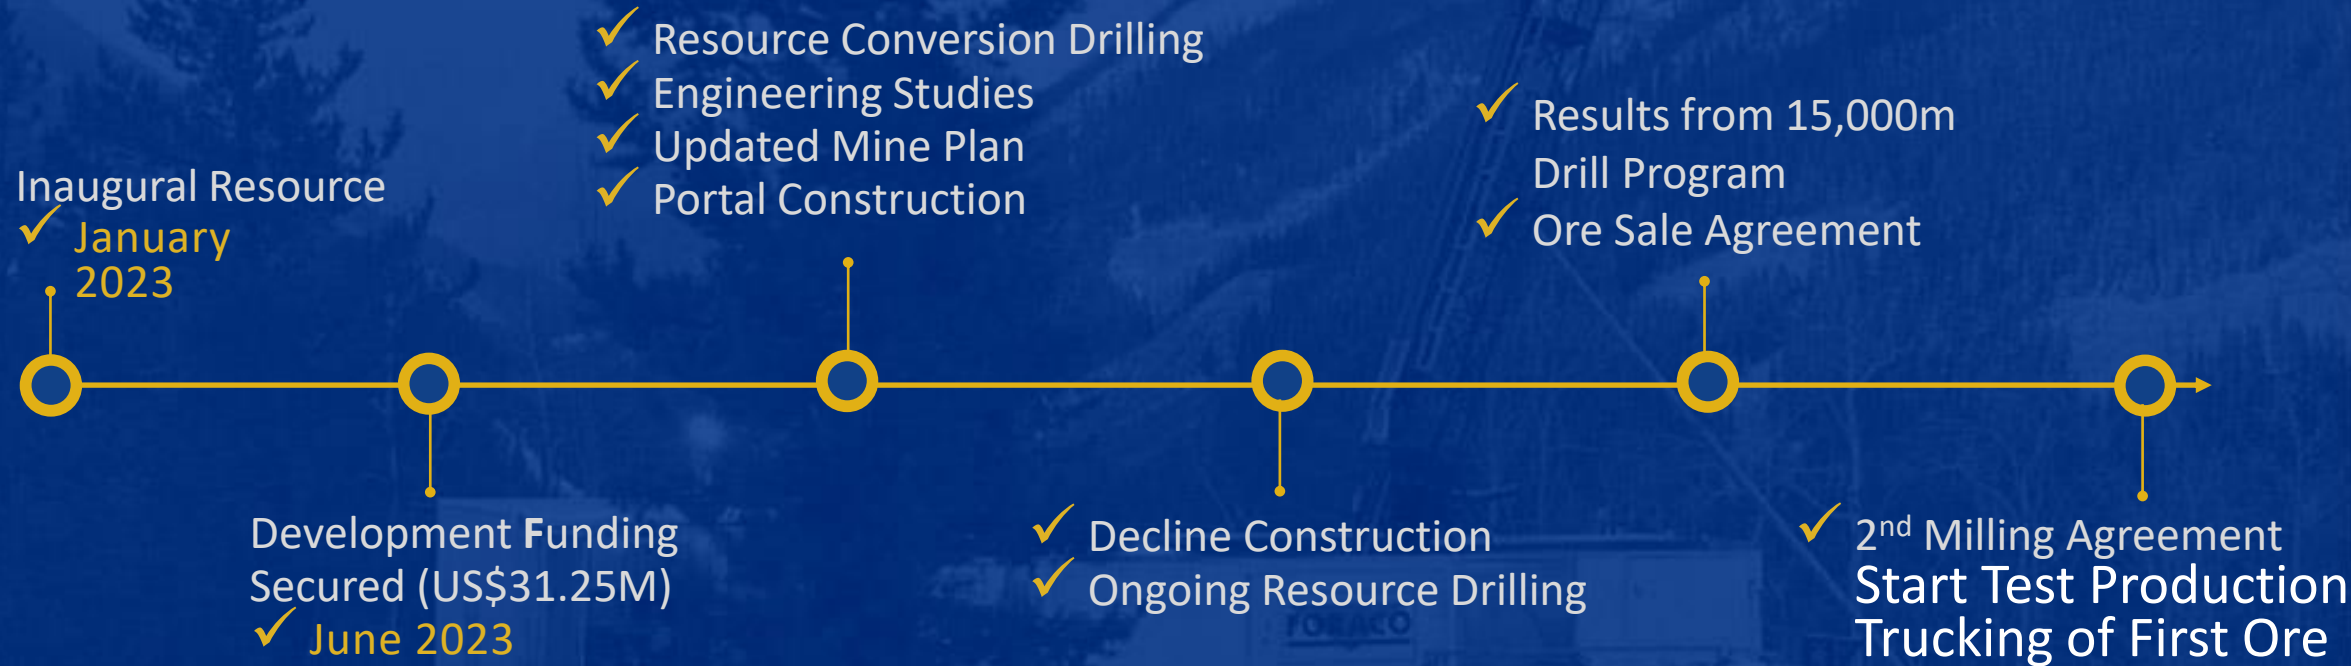 Inaugural Resource
✓ January
2023
Development Funding
Secured (US$31.25M)
✓ June 2023
✓ Resource Conversion Drilling
✓ Engineering Studies
✓ Updated Mine Plan
✓ Portal Construction
✓ Decline Construction
✓ Ongoing Resource Drilling
✓ Results from 15,000m
Drill Program
✓ Ore Sale Agreement
✓ 2nd Milling Agreement
Start Test Production
Trucking of First Ore